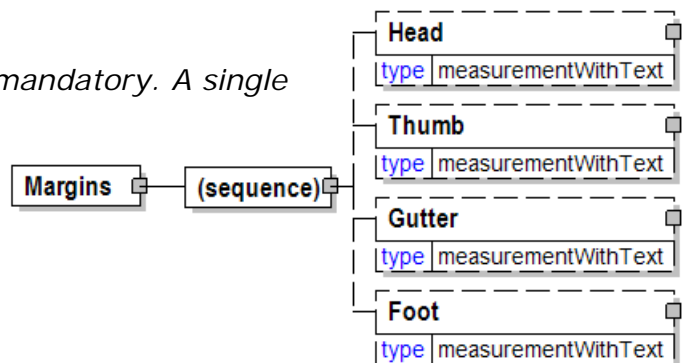 Head
type measurementWithText
mandatory. A single
Thumb
type measurementWithText
Margins
(sequence)
Gutter
type measurementWithText
Foot
type measurementWithText